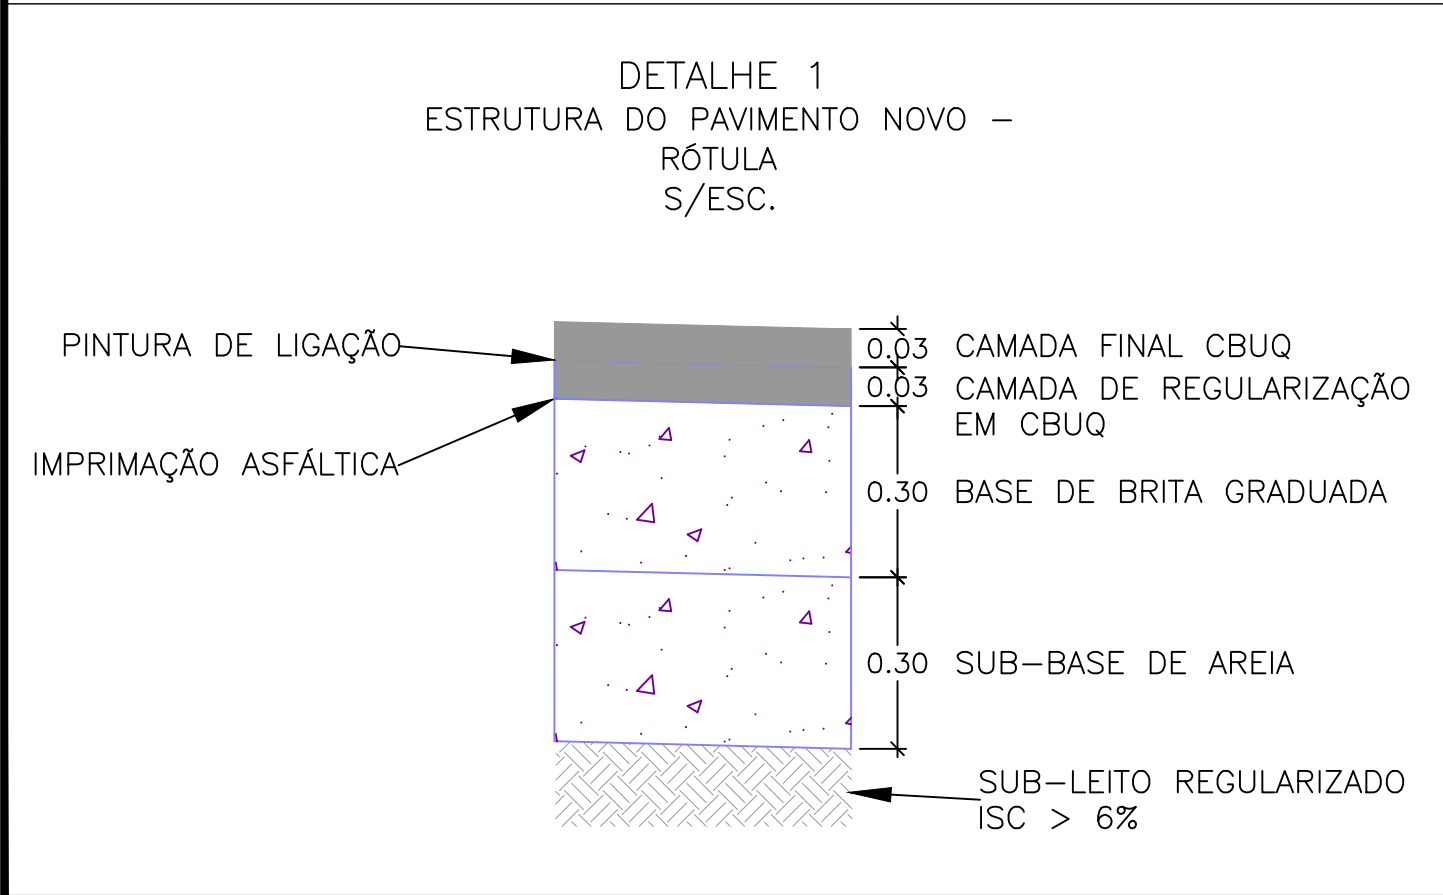 DETALHE 1
ESTRUTURA DO PAVIMENTO NOVO –
RÓTULA
S/ESC.
PINTURA DE LIGAÇÃO
0.03 CAMADA FINAL CBUQ
0.03 CAMADA DE REGULARIZAÇÃO
EM CBUQ
IMPRIMAÇÃO ASFÁLTICA
0.30 BASE DE BRITA GRADUADA
0.30 SUB–BASE DE AREIA
SUB–LEITO REGULARIZADO
ISC > 6%